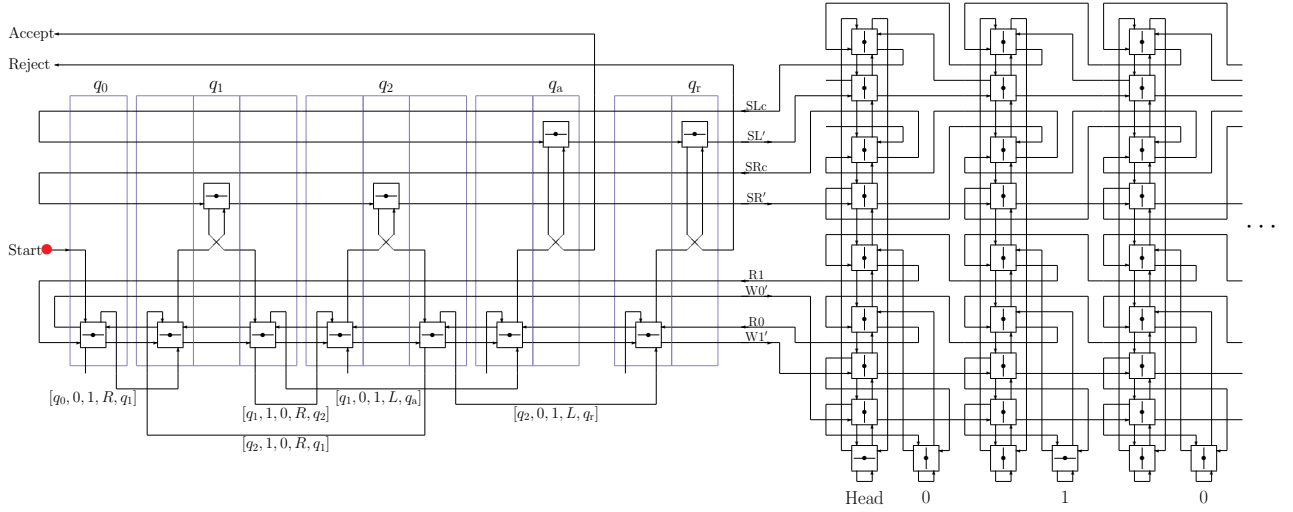 Accept
Reject
q₀ q₁ q₂ qₐ qᵣ
SLc
SL′
SRc
SR′
Start
R1
W0′
R0
W1′
[q₀, 0, 1, R, q₁]
[q₁, 1, 0, R, q₂]
[q₁, 0, 1, L, qₐ]
[q₂, 0, 1, L, qᵣ]
[q₂, 1, 0, R, q₁]
...
Head 0 1 0